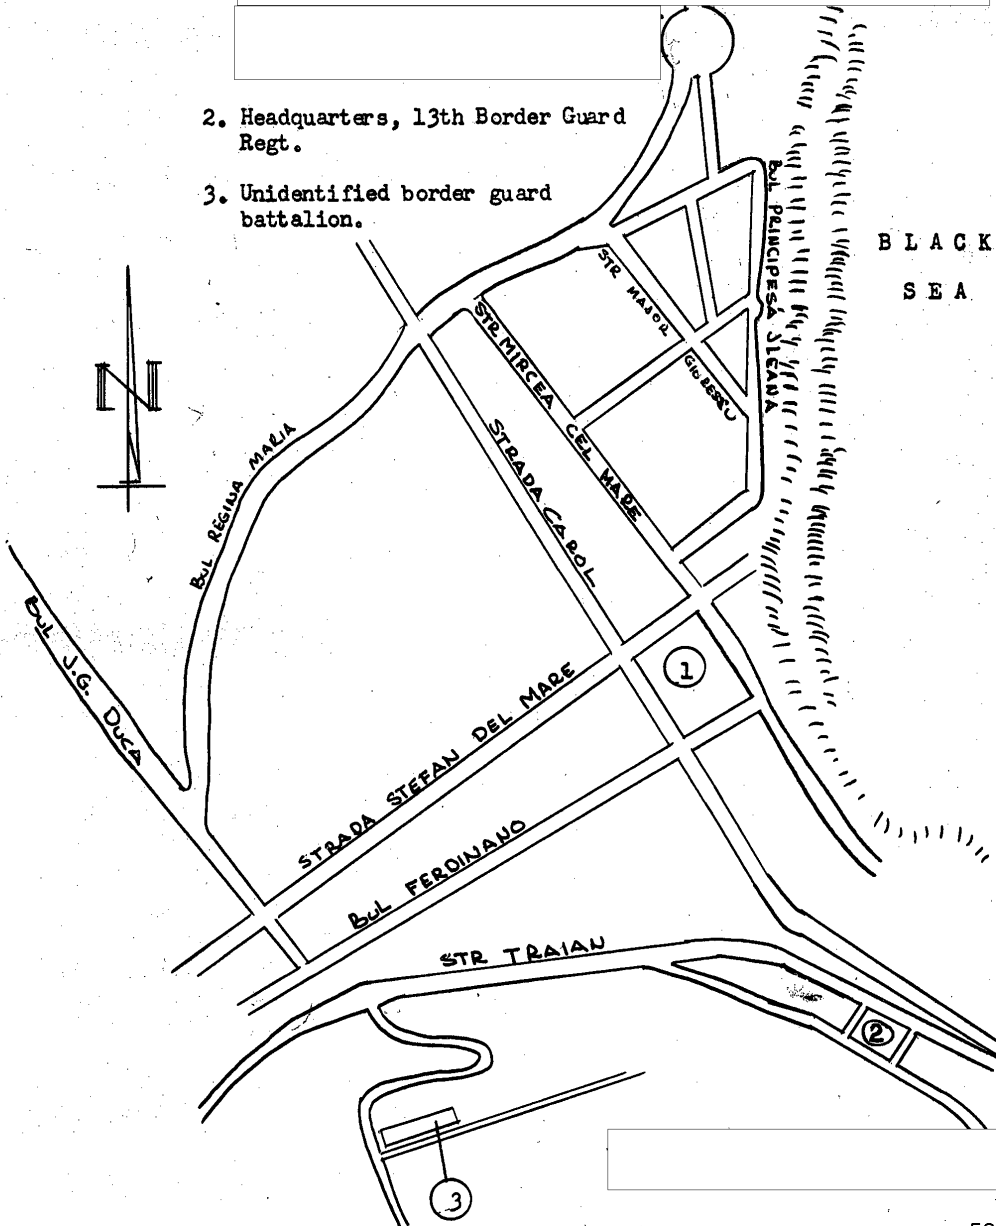 2. Headquarters, 13th Border Guard
Regt.
3. Unidentified border guard
battalion.
BLACK
SEA
N
BUL PRINCIPESÁ JLEANA
STR MAJOR
GIORESCU
STR MIRCEA CEL MARE
STRADA CAROL
BUL REGINA MARIA
BUL J.G. DUCA
1
STRADA STEFAN DEL MARE
BUL FERDINAND
STR TRAIAN
2
3